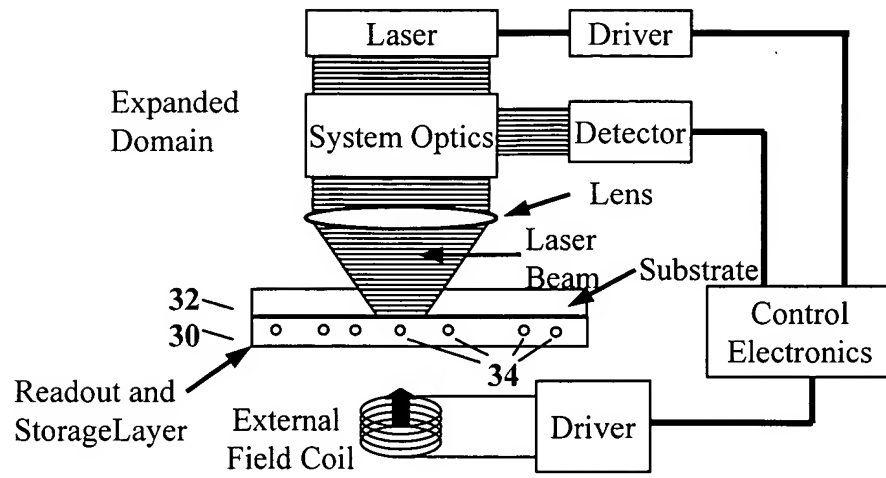 Laser
Driver
Expanded
Domain
System Optics
Detector
Lens
Laser
Beam
Substrate
32
30
Control
Electronics
34
Readout and
StorageLayer
External
Field Coil
Driver